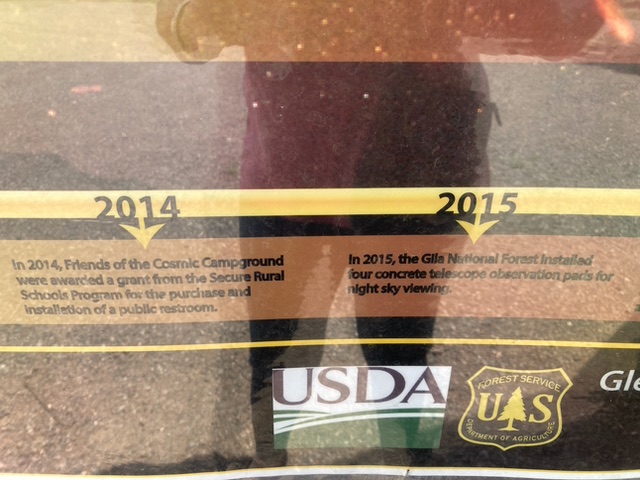 2014
In 2014, Friends of the Cosmic Campground
were awarded a grant from the Secure Rural
Schools Program for the purchase and
installation of a public restroom.
2015
In 2015, the Gila National Forest installed
four concrete telescope observation pads for
night sky viewing.
USDA
FOREST SERVICE
U S
DEPARTMENT OF AGRICULTURE
Gle